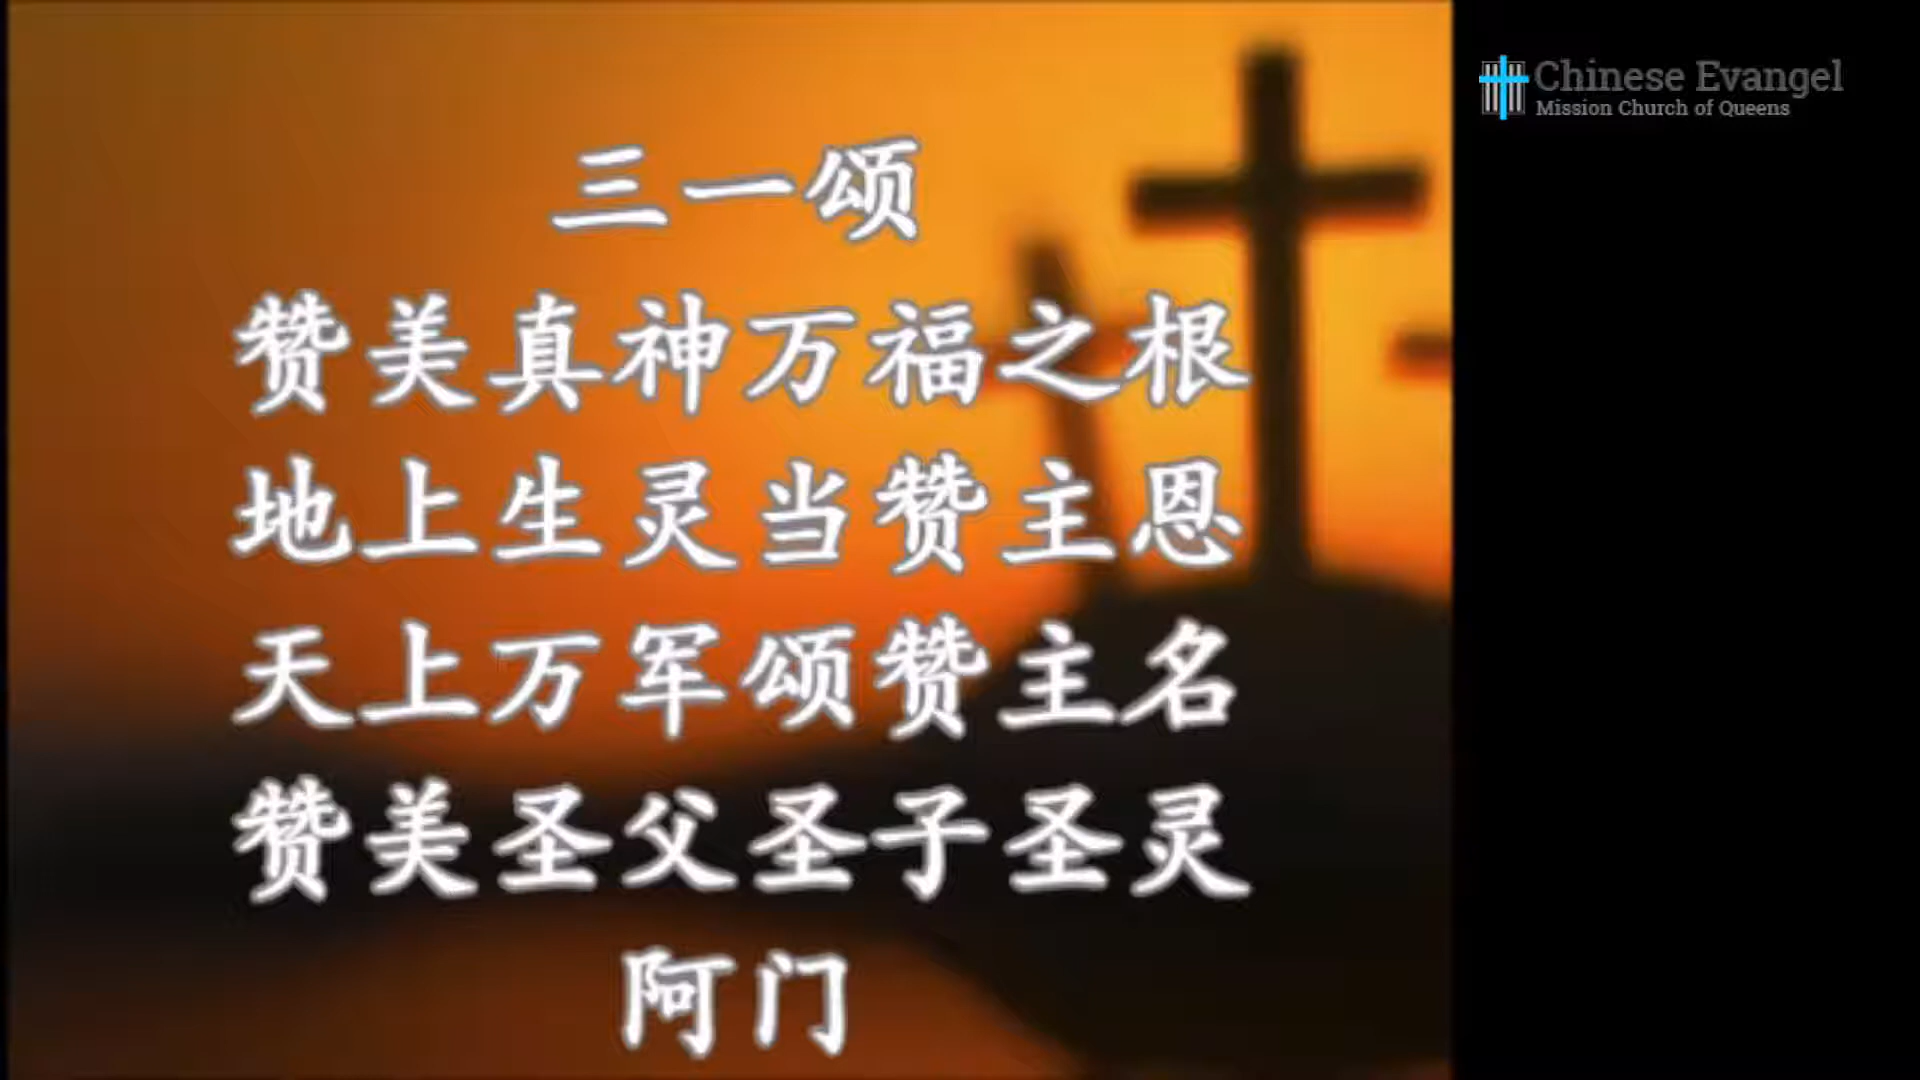 三一颂
赞美真神万福之根
地上生灵当赞主恩
天上万军颂赞主名
赞美圣父圣子圣灵
阿门
Chinese Evangel
Mission Church of Queens